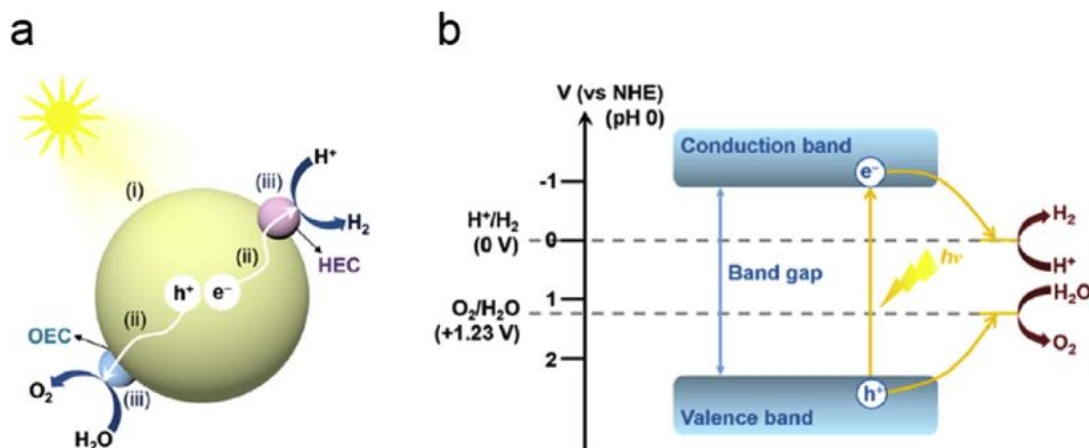 a
(i)
(iii)
H⁺
H₂
(ii)
HEC
h⁺ e⁻
(ii)
OEC
O₂
(iii)
H₂O
b
V (vs NHE)
(pH 0)
Conduction band
e⁻
-1
H⁺/H₂
(0 V)
0
H₂
H⁺
Band gap
hν
1
O₂/H₂O
(+1.23 V)
H₂O
O₂
2
h⁺
Valence band